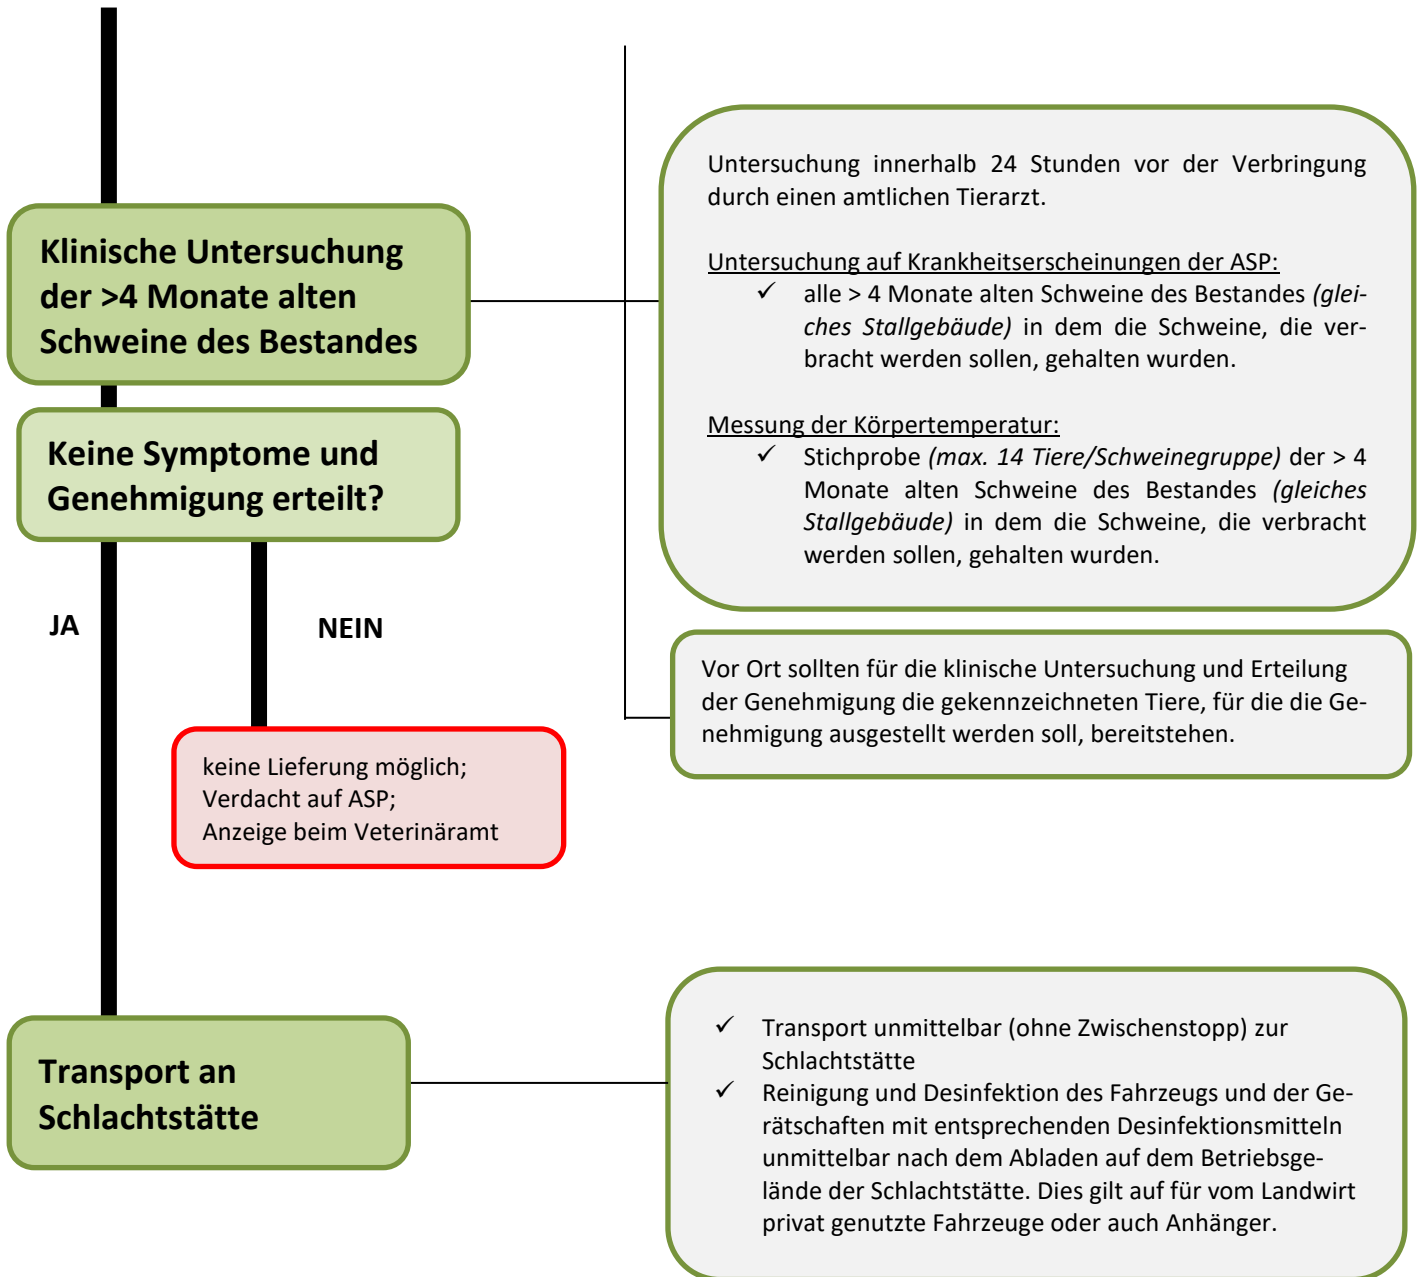 Untersuchung innerhalb 24 Stunden vor der Verbringung
durch einen amtlichen Tierarzt.
Untersuchung auf Krankheitserscheinungen der ASP:
✓ alle > 4 Monate alten Schweine des Bestandes (glei-
ches Stallgebäude) in dem die Schweine, die ver-
bracht werden sollen, gehalten wurden.
Messung der Körpertemperatur:
✓ Stichprobe (max. 14 Tiere/Schweinegruppe) der > 4
Monate alten Schweine des Bestandes (gleiches
Stallgebäude) in dem die Schweine, die verbracht
werden sollen, gehalten wurden.
Klinische Untersuchung
der >4 Monate alten
Schweine des Bestandes
Keine Symptome und
Genehmigung erteilt?
JA
NEIN
Vor Ort sollten für die klinische Untersuchung und Erteilung
der Genehmigung die gekennzeichneten Tiere, für die die Ge-
nehmigung ausgestellt werden soll, bereitstehen.
keine Lieferung möglich;
Verdacht auf ASP;
Anzeige beim Veterinäramt
Transport an
Schlachtstätte
✓ Transport unmittelbar (ohne Zwischenstopp) zur
Schlachtstätte
✓ Reinigung und Desinfektion des Fahrzeugs und der Ge-
rätschaften mit entsprechenden Desinfektionsmitteln
unmittelbar nach dem Abladen auf dem Betriebsge-
lände der Schlachtstätte. Dies gilt auf für vom Landwirt
privat genutzte Fahrzeuge oder auch Anhänger.